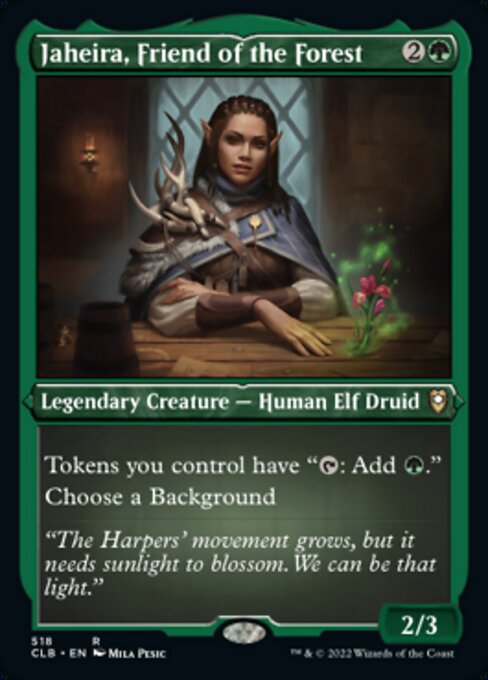 Jaheira, Friend of the Forest 2
Legendary Creature — Human Elf Druid
Tokens you control have “: Add .”
Choose a Background
“The Harpers’ movement grows, but it
needs sunlight to blossom. We can be that
light.”
2/3
518 R
CLB • EN Mila Pesic
™ & © 2022 Wizards of the Coast